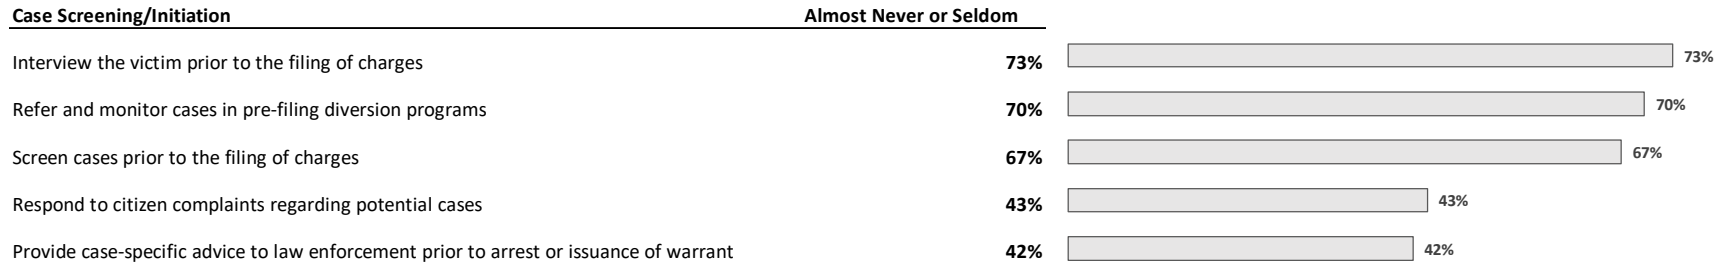 Case Screening/Initiation Almost Never or Seldom
Interview the victim prior to the filing of charges 73% 73%
Refer and monitor cases in pre-filing diversion programs 70% 70%
Screen cases prior to the filing of charges 67% 67%
Respond to citizen complaints regarding potential cases 43% 43%
Provide case-specific advice to law enforcement prior to arrest or issuance of warrant 42% 42%